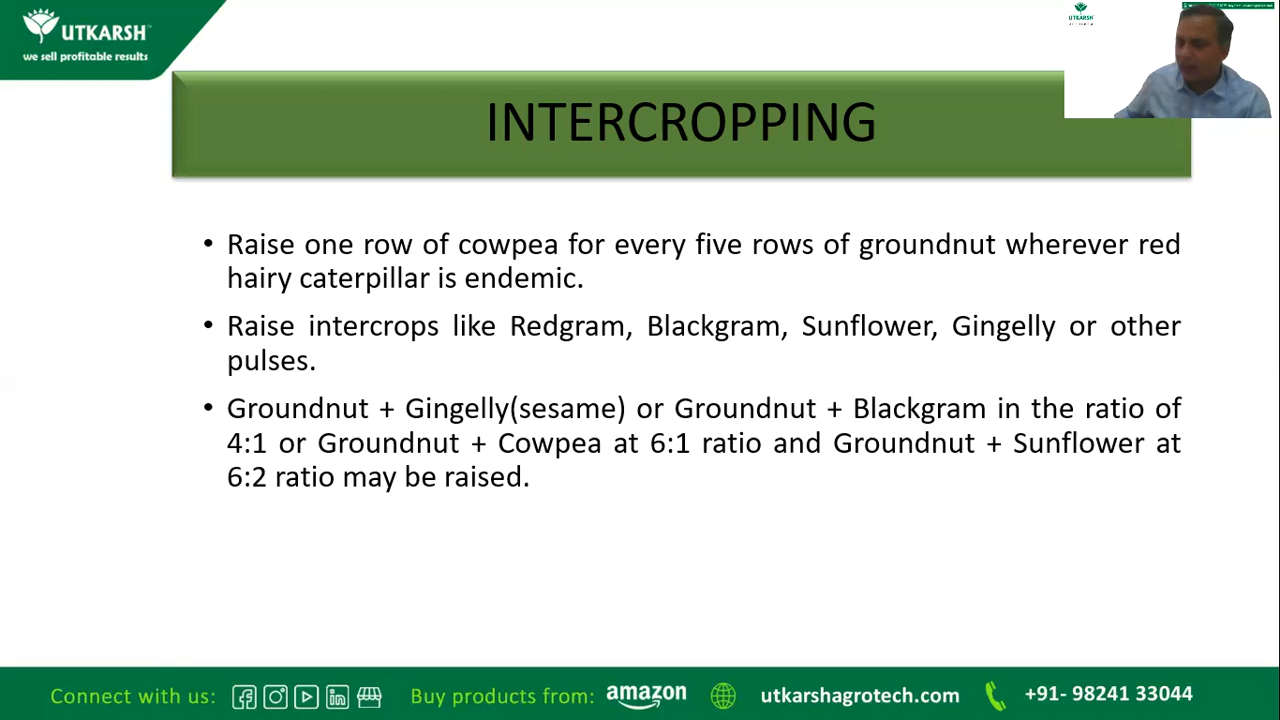 UTKARSH
we sell profitable results
UTKARSH
INTERCROPPING
• Raise one row of cowpea for every five rows of groundnut wherever red
hairy caterpillar is endemic.
• Raise intercrops like Redgram, Blackgram, Sunflower, Gingelly or other
pulses.
• Groundnut + Gingelly(sesame) or Groundnut + Blackgram in the ratio of
4:1 or Groundnut + Cowpea at 6:1 ratio and Groundnut + Sunflower at
6:2 ratio may be raised.
Connect with us: Buy products from: amazon utkarshagrotech.com +91- 98241 33044